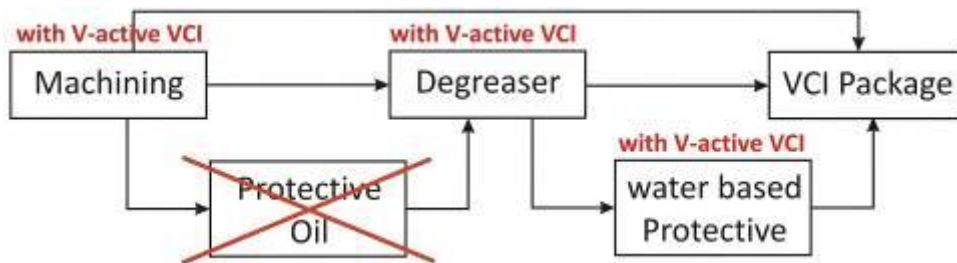 with V-active VCI
Machining
with V-active VCI
Degreaser
VCI Package
Protective
Oil
with V-active VCI
water based
Protective